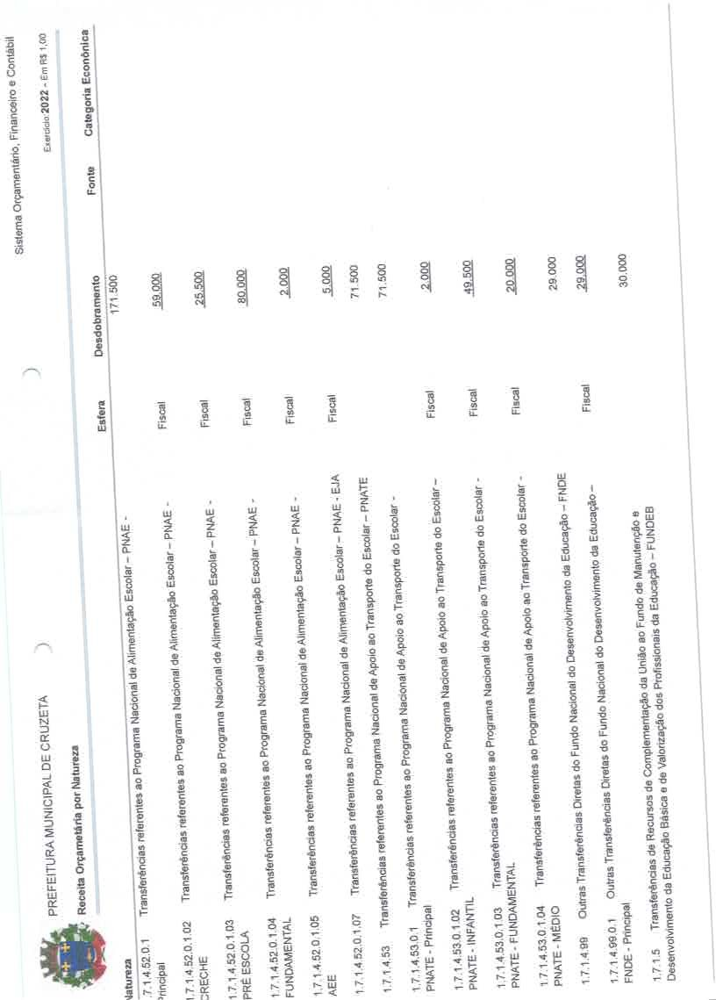 Sistema Orçamentário, Financeiro e Contábil
PREFEITURA MUNICIPAL DE CRUZETA
Exercício:2022 - Em R$ 1,00
Receita Orçametária por Natureza
Natureza Esfera Desdobramento Fonte Categoria Econônica
.7.1.4.52.0.1 Transferências referentes ao Programa Nacional de Alimentação Escolar – PNAE - 171.500
Principal
1.7.1.4.52.0.1.02 Transferências referentes ao Programa Nacional de Alimentação Escolar – PNAE - Fiscal 59.000
CRECHE
1.7.1.4.52.0.1.03 Transferências referentes ao Programa Nacional de Alimentação Escolar – PNAE - Fiscal 25.500
PRÉ ESCOLA
1.7.1.4.52.0.1.04 Transferências referentes ao Programa Nacional de Alimentação Escolar – PNAE - Fiscal 80.000
FUNDAMENTAL
1.7.1.4.52.0.1.05 Transferências referentes ao Programa Nacional de Alimentação Escolar – PNAE - Fiscal 2.000
AEE
1.7.1.4.52.0.1.07 Transferências referentes ao Programa Nacional de Alimentação Escolar – PNAE - EJA Fiscal 5.000
1.7.1.4.53 Transferências referentes ao Programa Nacional de Apoio ao Transporte do Escolar – PNATE 71.500
1.7.1.4.53.0.1 Transferências referentes ao Programa Nacional de Apoio ao Transporte do Escolar - 71.500
PNATE - Principal
1.7.1.4.53.0.1.02 Transferências referentes ao Programa Nacional de Apoio ao Transporte do Escolar – Fiscal 2.000
PNATE - INFANTIL
1.7.1.4.53.0.1.03 Transferências referentes ao Programa Nacional de Apoio ao Transporte do Escolar - Fiscal 49.500
PNATE - FUNDAMENTAL
1.7.1.4.53.0.1.04 Transferências referentes ao Programa Nacional de Apoio ao Transporte do Escolar - Fiscal 20.000
PNATE - MÉDIO
1.7.1.4.99 Outras Transferências Diretas do Fundo Nacional do Desenvolvimento da Educação – FNDE 29.000
1.7.1.4.99.0.1 Outras Transferências Diretas do Fundo Nacional do Desenvolvimento da Educação – Fiscal 29.000
FNDE - Principal
1.7.1.5 Transferências de Recursos de Complementação da União ao Fundo de Manutenção e 30.000
Desenvolvimento da Educação Básica e de Valorização dos Profissionais da Educação – FUNDEB